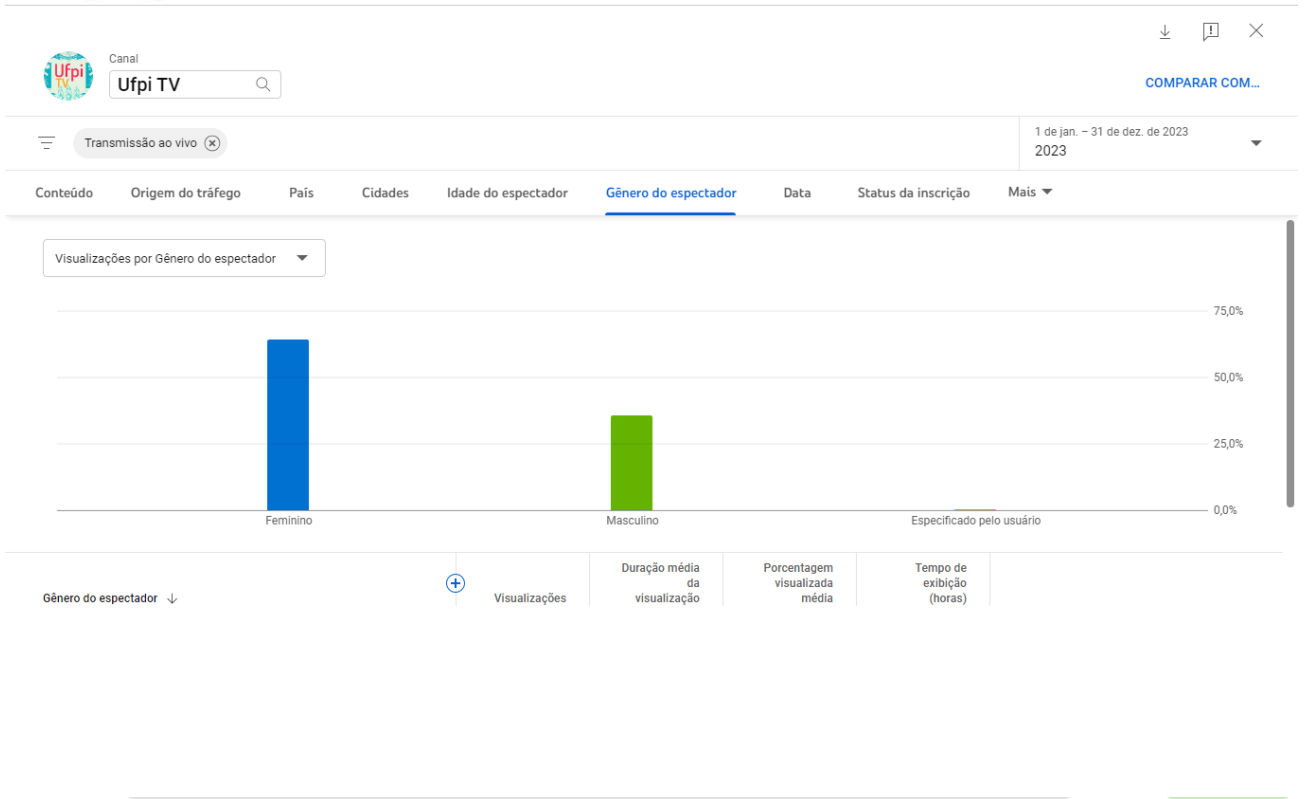 Canal
Ufpi TV
Ufpi
TV
COMPARAR COM...
Transmissão ao vivo
1 de jan. – 31 de dez. de 2023
2023
Conteúdo Origem do tráfego País Cidades Idade do espectador Gênero do espectador Data Status da inscrição Mais
Visualizações por Gênero do espectador
75,0%
50,0%
25,0%
0,0%
Feminino Masculino Especificado pelo usuário
Gênero do espectador
Visualizações
Duração média
da
visualização
Porcentagem
visualizada
média
Tempo de
exibição
(horas)